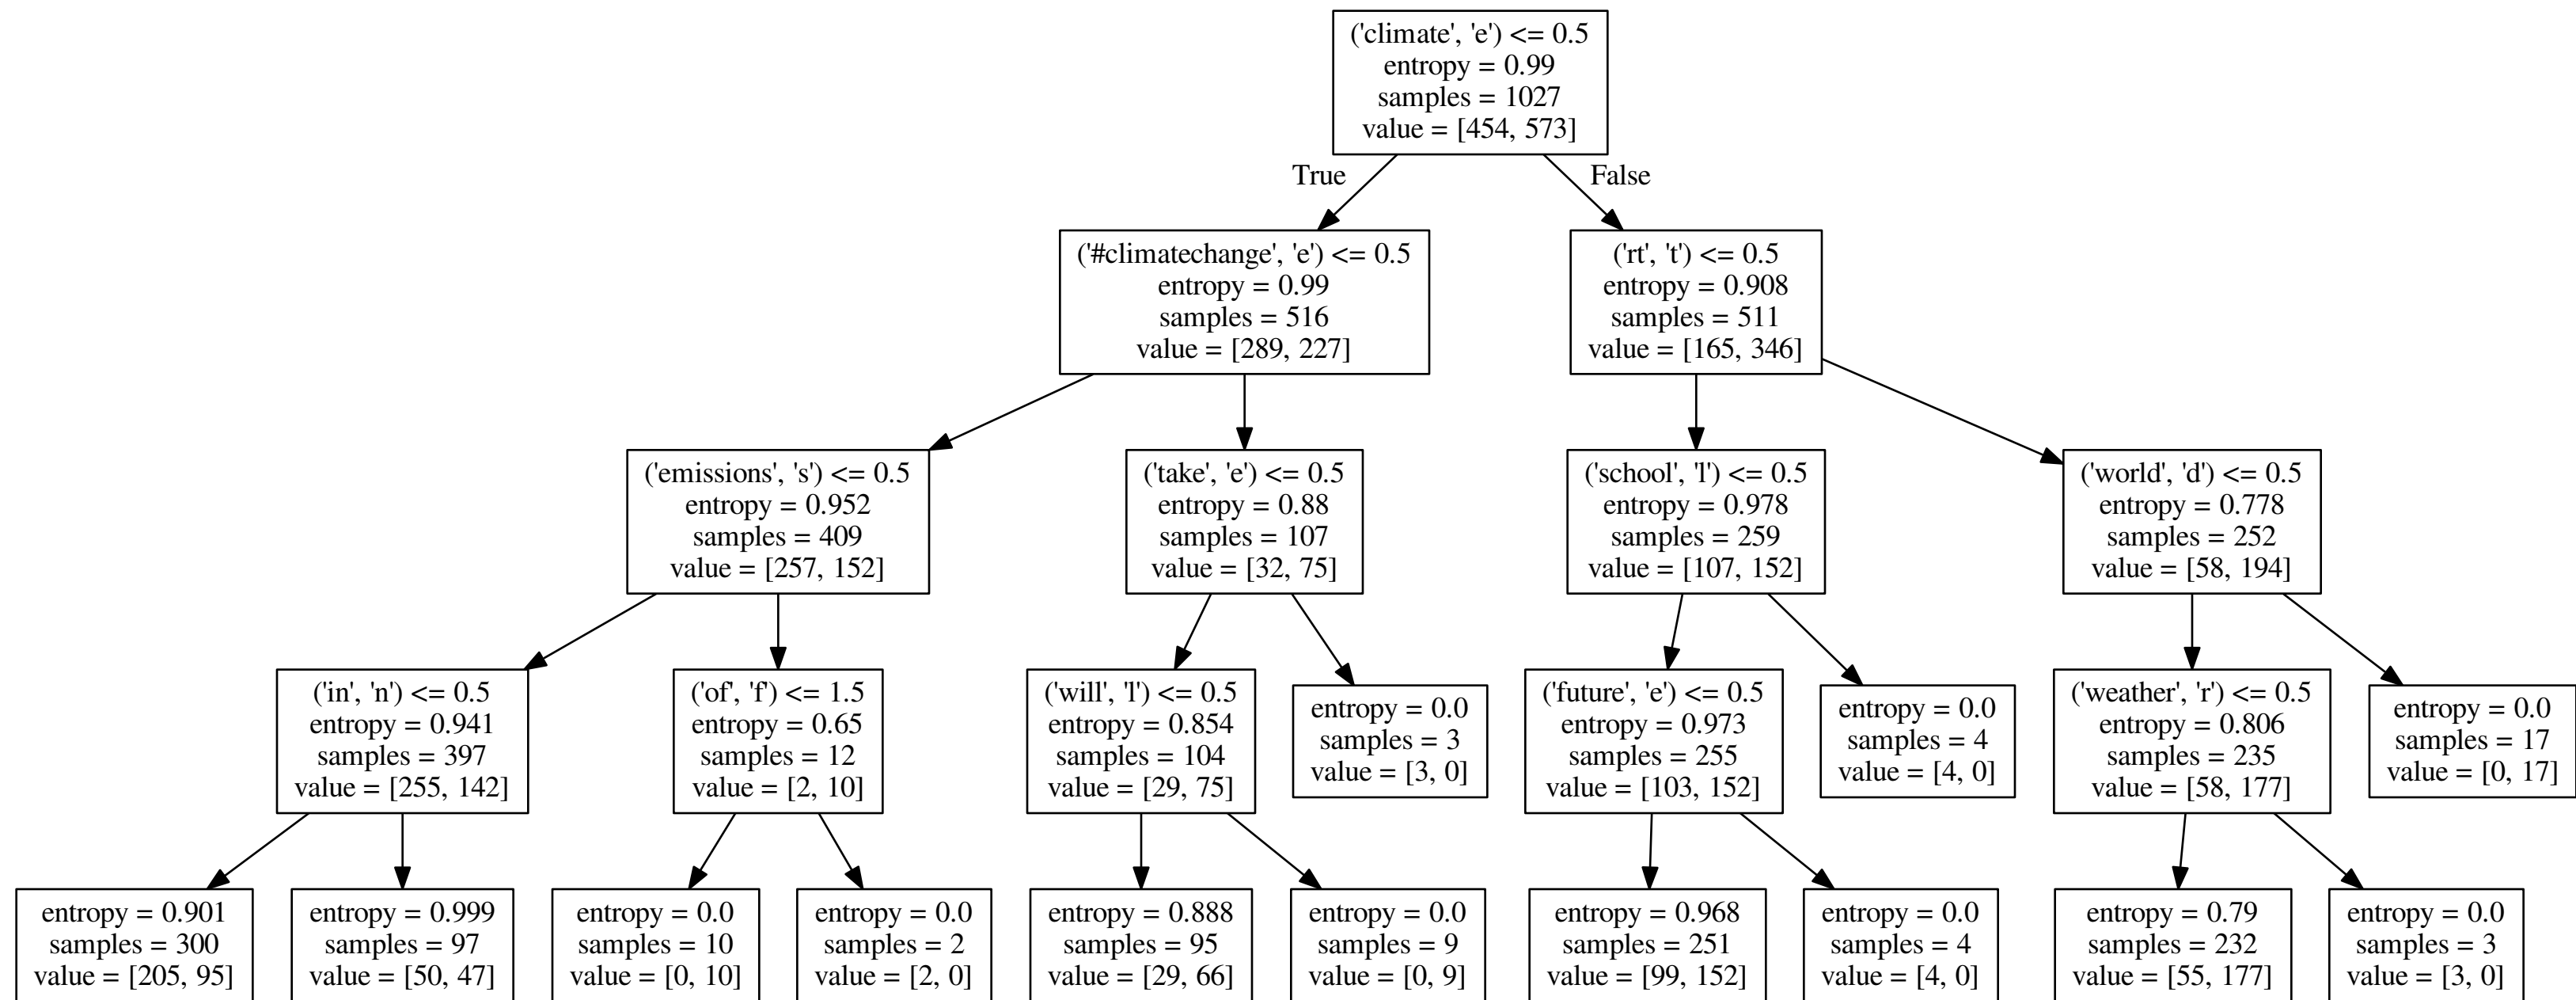 ('climate', 'e') <= 0.5
entropy = 0.99
samples = 1027
value = [454, 573]
True
False
('#climatechange', 'e') <= 0.5
entropy = 0.99
samples = 516
value = [289, 227]
('rt', 't') <= 0.5
entropy = 0.908
samples = 511
value = [165, 346]
('emissions', 's') <= 0.5
entropy = 0.952
samples = 409
value = [257, 152]
('take', 'e') <= 0.5
entropy = 0.88
samples = 107
value = [32, 75]
('school', 'l') <= 0.5
entropy = 0.978
samples = 259
value = [107, 152]
('world', 'd') <= 0.5
entropy = 0.778
samples = 252
value = [58, 194]
('in', 'n') <= 0.5
entropy = 0.941
samples = 397
value = [255, 142]
('of', 'f') <= 1.5
entropy = 0.65
samples = 12
value = [2, 10]
('will', 'l') <= 0.5
entropy = 0.854
samples = 104
value = [29, 75]
entropy = 0.0
samples = 3
value = [3, 0]
('future', 'e') <= 0.5
entropy = 0.973
samples = 255
value = [103, 152]
entropy = 0.0
samples = 4
value = [4, 0]
('weather', 'r') <= 0.5
entropy = 0.806
samples = 235
value = [58, 177]
entropy = 0.0
samples = 17
value = [0, 17]
entropy = 0.901
samples = 300
value = [205, 95]
entropy = 0.999
samples = 97
value = [50, 47]
entropy = 0.0
samples = 10
value = [0, 10]
entropy = 0.0
samples = 2
value = [2, 0]
entropy = 0.888
samples = 95
value = [29, 66]
entropy = 0.0
samples = 9
value = [0, 9]
entropy = 0.968
samples = 251
value = [99, 152]
entropy = 0.0
samples = 4
value = [4, 0]
entropy = 0.79
samples = 232
value = [55, 177]
entropy = 0.0
samples = 3
value = [3, 0]